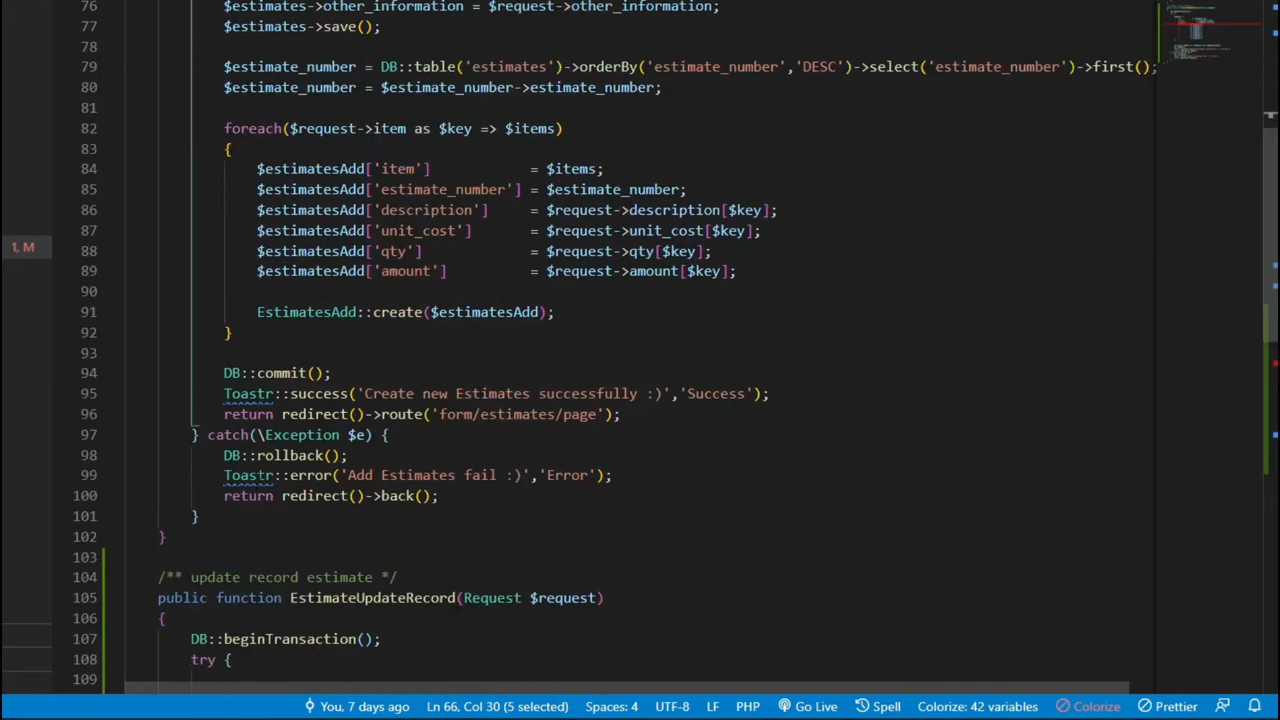 76 $estimates->other_information = $request->other_information;
77 $estimates->save();
78
79 $estimate_number = DB::table('estimates')->orderBy('estimate_number','DESC')->select('estimate_number')->first();
80 $estimate_number = $estimate_number->estimate_number;
81
82 foreach($request->item as $key => $items)
83 {
84 $estimatesAdd['item'] = $items;
85 $estimatesAdd['estimate_number'] = $estimate_number;
86 $estimatesAdd['description'] = $request->description[$key];
87 $estimatesAdd['unit_cost'] = $request->unit_cost[$key];
88 $estimatesAdd['qty'] = $request->qty[$key];
89 $estimatesAdd['amount'] = $request->amount[$key];
90
91 EstimatesAdd::create($estimatesAdd);
92 }
93
94 DB::commit();
95 Toastr::success('Create new Estimates successfully :)','Success');
96 return redirect()->route('form/estimates/page');
97 } catch(\Exception $e) {
98 DB::rollback();
99 Toastr::error('Add Estimates fail :)','Error');
100 return redirect()->back();
101 }
102 }
103
104 /** update record estimate */
105 public function EstimateUpdateRecord(Request $request)
106 {
107 DB::beginTransaction();
108 try {
109
1, M
You, 7 days ago Ln 66, Col 30 (5 selected) Spaces: 4 UTF-8 LF PHP Go Live Spell Colorize: 42 variables Colorize Prettier